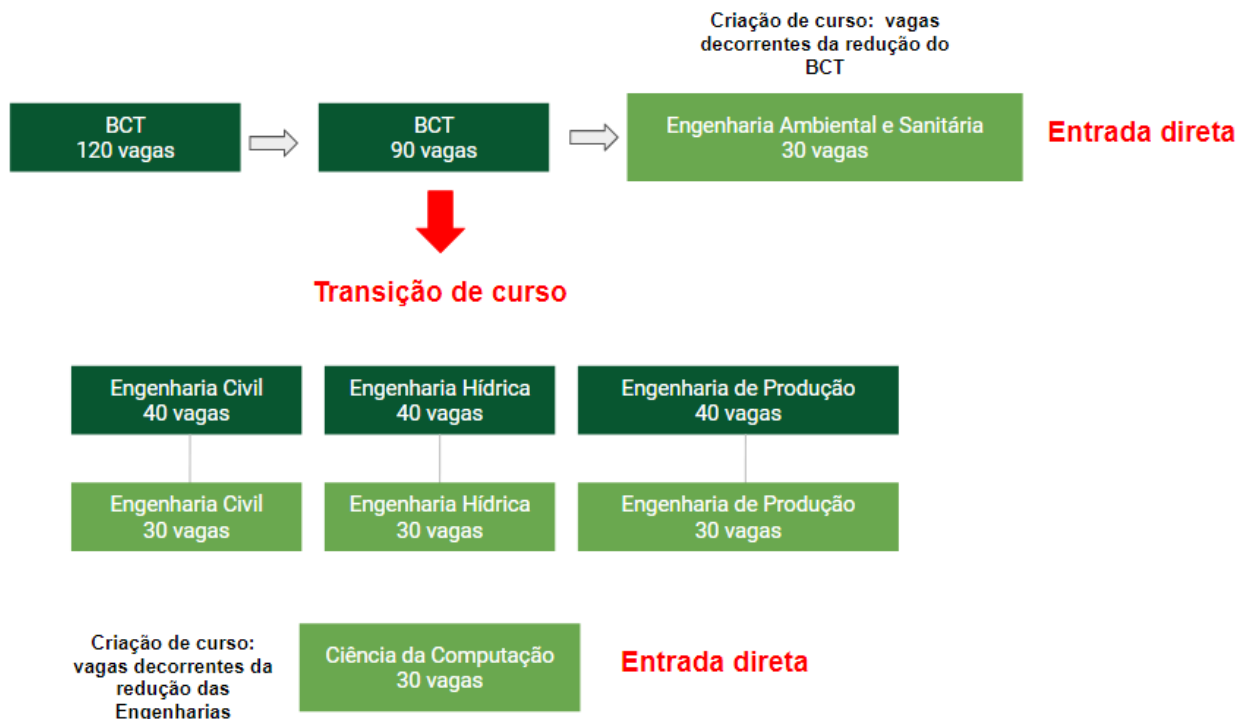 Criação de curso: vagas
decorrentes da redução do
BCT
BCT
120 vagas
BCT
90 vagas
Engenharia Ambiental e Sanitária
30 vagas
Entrada direta
Transição de curso
Engenharia Civil
40 vagas
Engenharia Hídrica
40 vagas
Engenharia de Produção
40 vagas
Engenharia Civil
30 vagas
Engenharia Hídrica
30 vagas
Engenharia de Produção
30 vagas
Criação de curso:
vagas decorrentes da
redução das
Engenharias
Ciência da Computação
30 vagas
Entrada direta